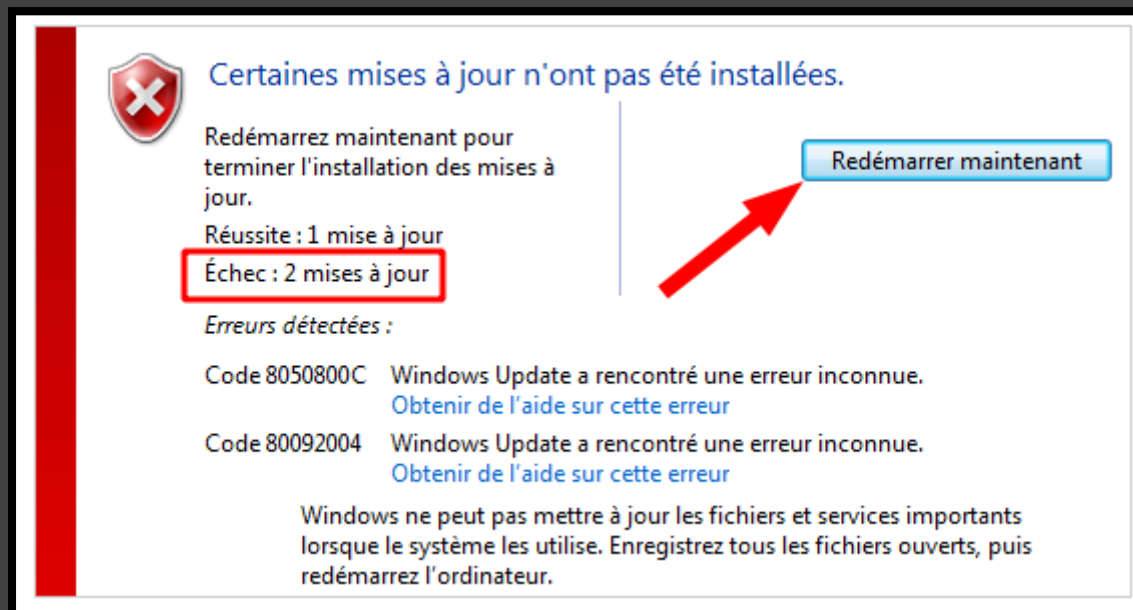 Certaines mises à jour n'ont pas été installées.
Redémarrez maintenant pour
terminer l'installation des mises à
jour.
Redémarrer maintenant
Réussite : 1 mise à jour
Échec : 2 mises à jour
Erreurs détectées :
Code 8050800C Windows Update a rencontré une erreur inconnue.
Obtenir de l'aide sur cette erreur
Code 80092004 Windows Update a rencontré une erreur inconnue.
Obtenir de l'aide sur cette erreur
Windows ne peut pas mettre à jour les fichiers et services importants
lorsque le système les utilise. Enregistrez tous les fichiers ouverts, puis
redémarrez l'ordinateur.